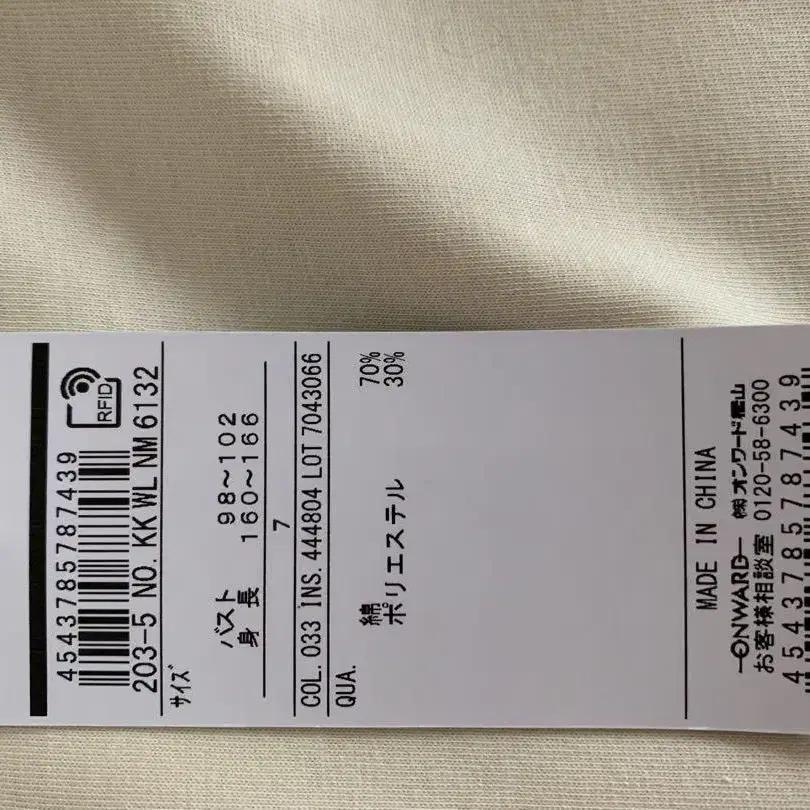 RFID
4543785787439
203-5 NO. KK WL NM 6132
サイズ
バスト 98～102
身長 160～166
7
COL. 033 INS. 444804 LOT 7043066
QUA.
綿 70%
ポリエステル 30%
MADE IN CHINA
ONWARD ㈱オンワード樫山
お客様相談室 0120-58-6300
4543785787439